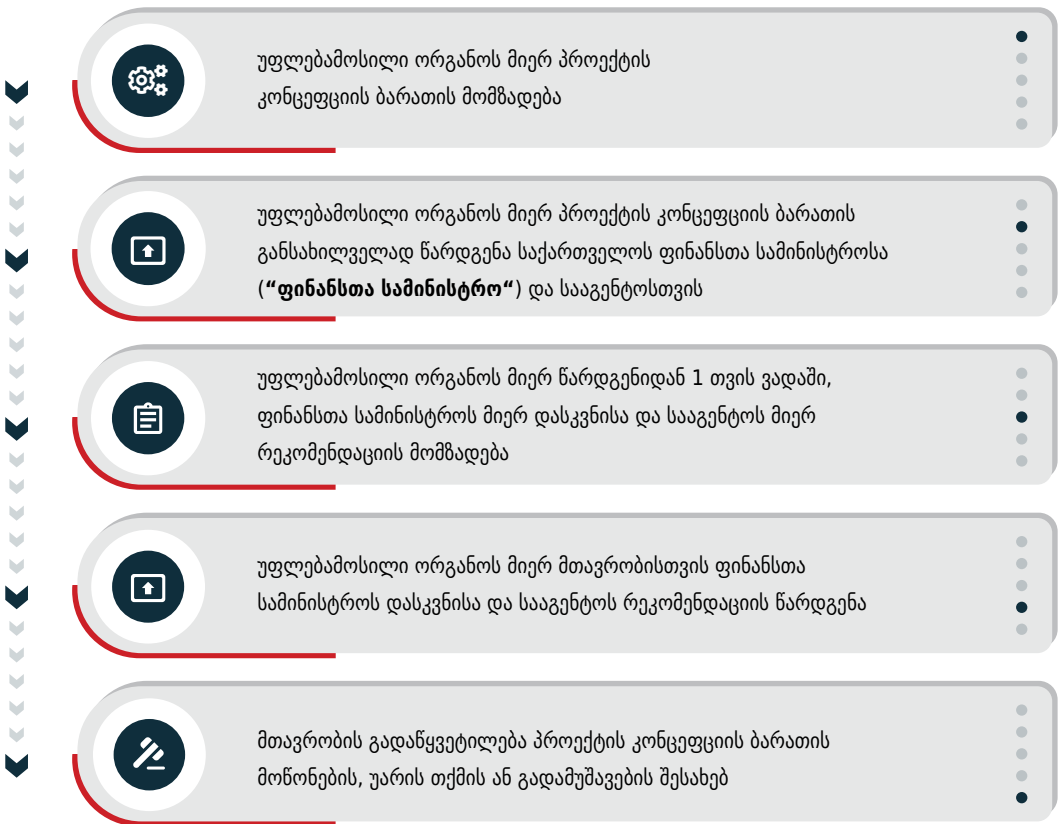 უფლებამოსილი ორგანოს მიერ პროექტის
კონცეფციის ბარათის მომზადება
უფლებამოსილი ორგანოს მიერ პროექტის კონცეფციის ბარათის
განსახილველად წარდგენა საქართველოს ფინანსთა სამინისტროსა
(“ფინანსთა სამინისტრო“) და სააგენტოსთვის
უფლებამოსილი ორგანოს მიერ წარდგენიდან 1 თვის ვადაში,
ფინანსთა სამინისტროს მიერ დასკვნისა და სააგენტოს მიერ
რეკომენდაციის მომზადება
უფლებამოსილი ორგანოს მიერ მთავრობისთვის ფინანსთა
სამინისტროს დასკვნისა და სააგენტოს რეკომენდაციის წარდგენა
მთავრობის გადაწყვეტილება პროექტის კონცეფციის ბარათის
მოწონების, უარის თქმის ან გადამუშავების შესახებ